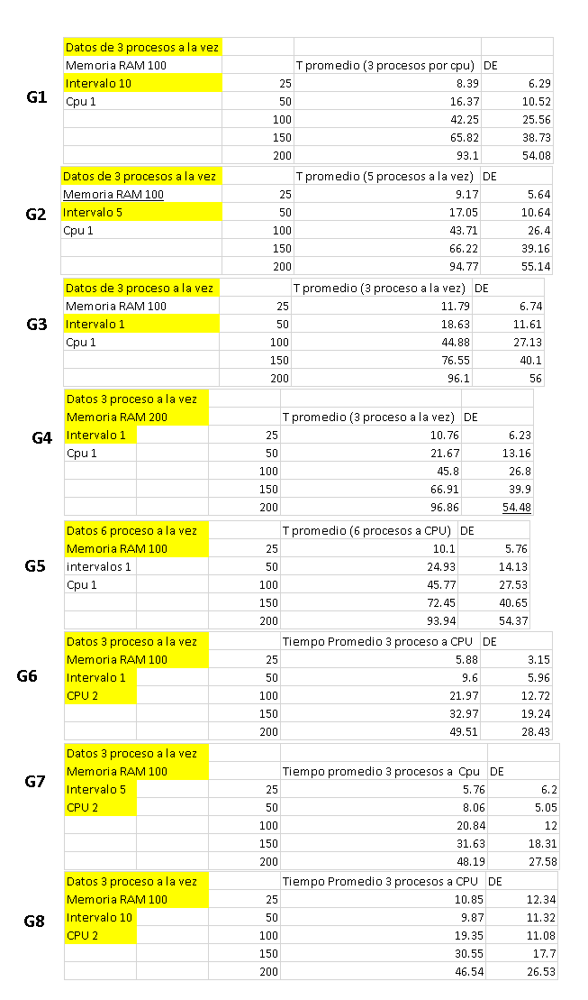 Datos de 3 procesos a la vez
Memoria RAM 100 T promedio (3 procesos por cpu) DE
Intervalo 10 25 8.39 6.29
G1
Cpu 1 50 16.37 10.52
100 42.25 25.56
150 65.82 38.73
200 93.1 54.08
Datos de 3 procesos a la vez T promedio (5 procesos a la vez) DE
Memoria RAM 100 25 9.17 5.64
G2 Intervalo 5 50 17.05 10.64
Cpu 1 100 43.71 26.4
150 66.22 39.16
200 94.77 55.14
Datos de 3 proceso a la vez T promedio (3 proceso a la vez) DE
Memoria RAM 100 25 11.79 6.74
G3 Intervalo 1 50 18.63 11.61
Cpu 1 100 44.88 27.13
150 76.55 40.1
200 96.1 56
Datos 3 proceso a la vez
Memoria RAM 200 T promedio (3 proceso a la vez) DE
G4 Intervalo 1 25 10.76 6.23
Cpu 1 50 21.67 13.16
100 45.8 26.8
150 66.91 39.9
200 96.86 54.48
Datos 6 proceso a la vez T promedio (6 procesos a CPU) DE
Memoria RAM 100 25 10.1 5.76
G5 intervalos 1 50 24.93 14.13
Cpu 1 100 45.77 27.53
150 72.45 40.65
200 93.94 54.37
Datos 3 proceso a la vez Tiempo Promedio 3 proceso a CPU DE
Memoria RAM 100 25 5.88 3.15
G6 Intervalo 1 50 9.6 5.96
CPU 2 100 21.97 12.72
150 32.97 19.24
200 49.51 28.43
Datos 3 proceso a la vez
Memoria RAM 100 Tiempo promedio 3 procesos a Cpu DE
G7 Intervalo 5 25 5.76 6.2
CPU 2 50 8.06 5.05
100 20.84 12
150 31.63 18.31
200 48.19 27.58
Datos 3 proceso a la vez Tiempo Promedio 3 procesos a CPU DE
Memoria RAM 100 25 10.85 12.34
G8 Intervalo 10 50 9.87 11.32
CPU 2 100 19.35 11.08
150 30.55 17.7
200 46.54 26.53